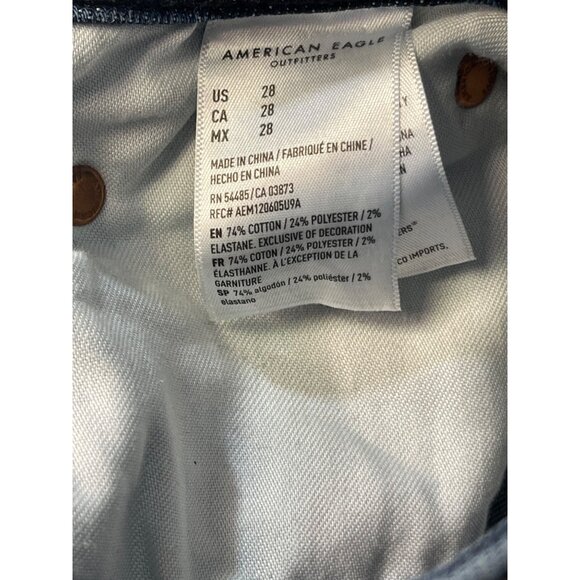 AMERICAN EAGLE
OUTFITTERS
US 28
CA 28
MX 28
MADE IN CHINA / FABRIQUÉ EN CHINE /
HECHO EN CHINA
RN 54485 / CA 03873
RFC# AEM120605U9A
EN 74% COTTON / 24% POLYESTER / 2%
ELASTANE. EXCLUSIVE OF DECORATION
FR 74% COTON / 24% POLYESTER / 2%
ÉLASTHANNE. À L'EXCEPTION DE LA
GARNITURE
SP 74% algodón / 24% poliéster / 2%
elastano
CO IMPORTS.